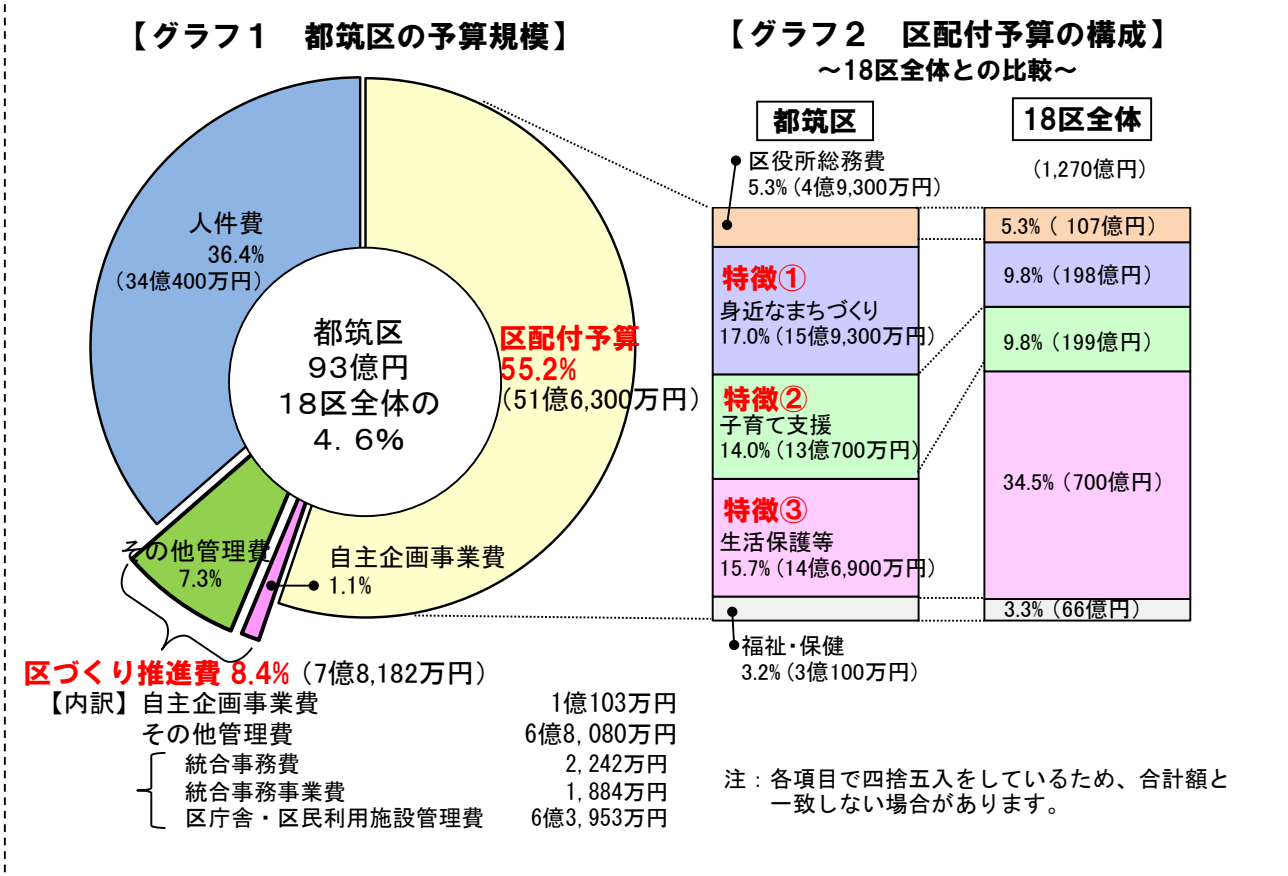 【グラフ1　都筑区の予算規模】
人件費
36.4%
（34億400万円）
都筑区
93億円
18区全体の
4．6%
区配付予算
55.2%
（51億6,300万円）
その他管理費
7.3%
自主企画事業費
1.1%
区づくり推進費 8.4%（7億8,182万円）
【内訳】自主企画事業費　1億103万円
その他管理費　6億8,080万円
統合事務費　2,242万円
統合事務事業費　1,884万円
区庁舎・区民利用施設管理費　6億3,953万円
【グラフ2　区配付予算の構成】
～18区全体との比較～
都筑区
区役所総務費
5.3%（4億9,300万円）
特徴①
身近なまちづくり
17.0%（15億9,300万円）
特徴②
子育て支援
14.0%（13億700万円）
特徴③
生活保護等
15.7%（14億6,900万円）
福祉・保健
3.2%（3億100万円）
18区全体
（1,270億円）
5.3%（ 107億円）
9.8%（198億円）
9.8%（199億円）
34.5%（700億円）
3.3%（66億円）
注：各項目で四捨五入をしているため、合計額と
一致しない場合があります。